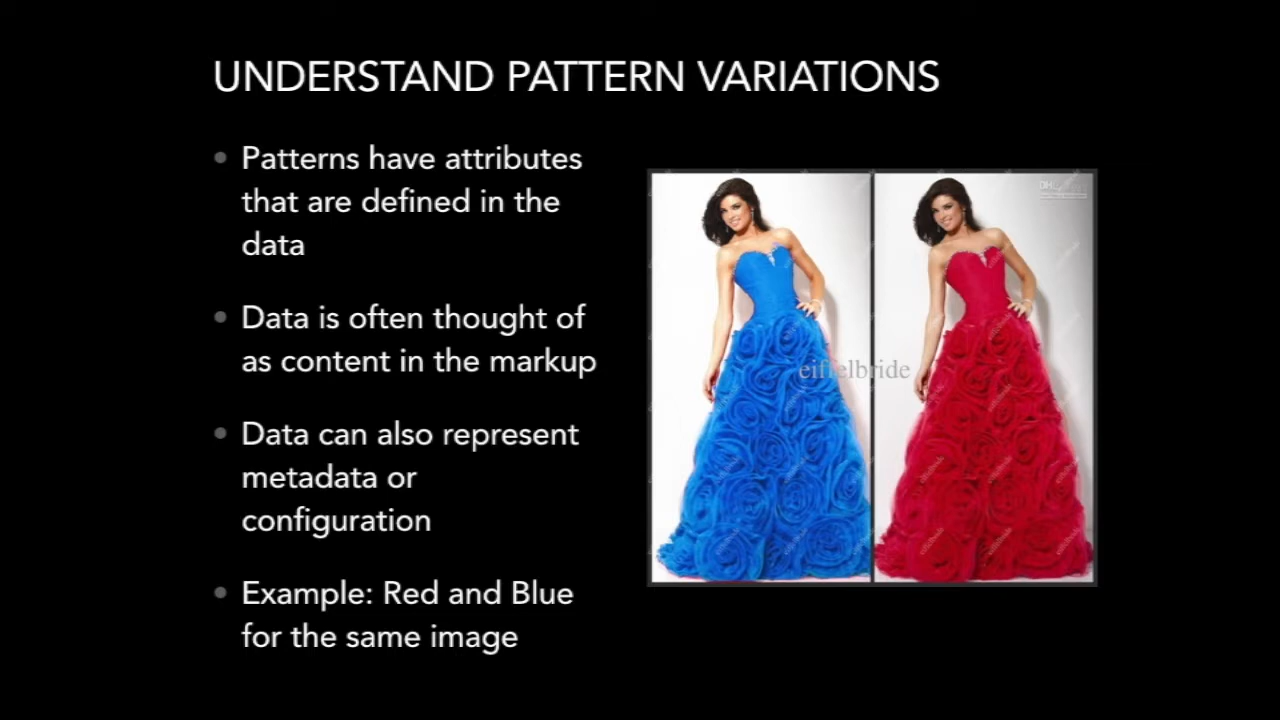 UNDERSTAND PATTERN VARIATIONS
• Patterns have attributes
that are defined in the
data
• Data is often thought of
as content in the markup
• Data can also represent
metadata or
configuration
• Example: Red and Blue
for the same image
eiffelbride